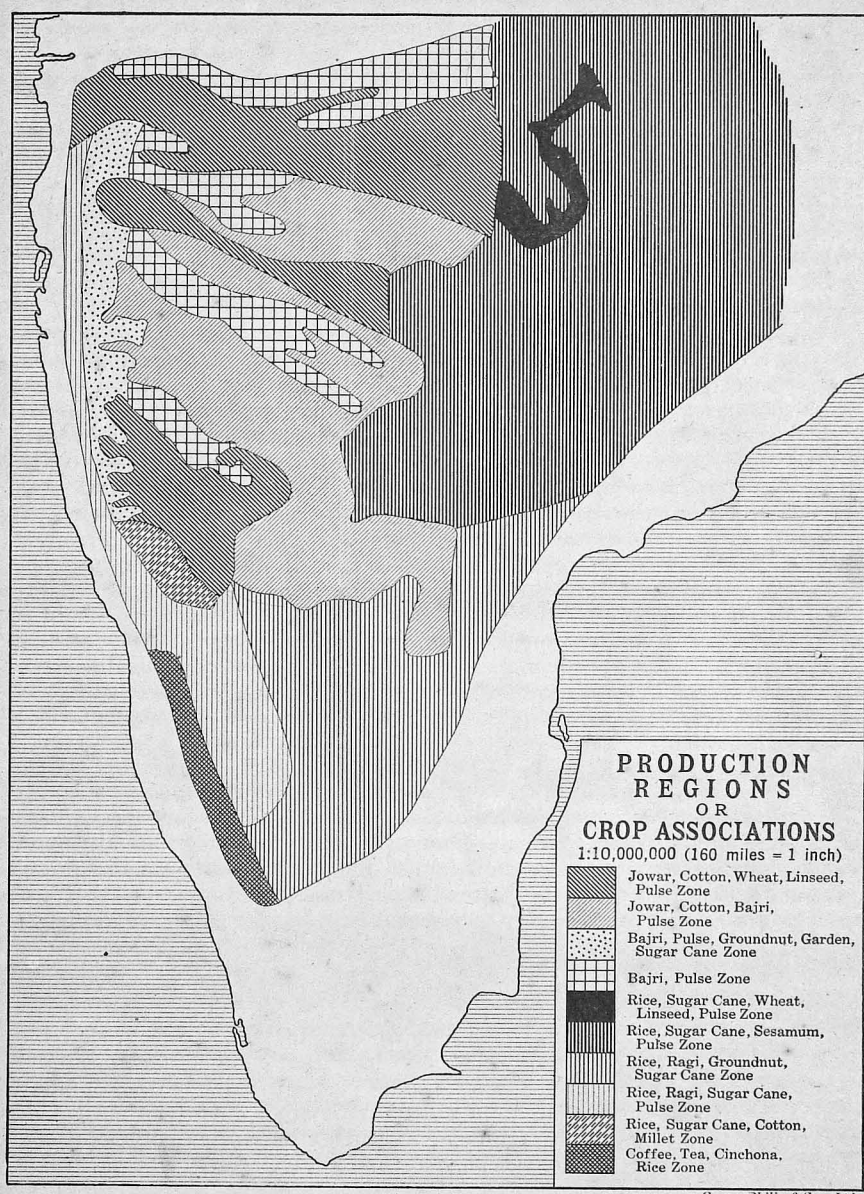 PRODUCTION
REGIONS
OR
CROP ASSOCIATIONS
1:10,000,000 (160 miles = 1 inch)
Jowar, Cotton, Wheat, Linseed,
Pulse Zone
Jowar, Cotton, Bajri,
Pulse Zone
Bajri, Pulse, Groundnut, Garden,
Sugar Cane Zone
Bajri, Pulse Zone
Rice, Sugar Cane, Wheat,
Linseed, Pulse Zone
Rice, Sugar Cane, Sesamum,
Pulse Zone
Rice, Ragi, Groundnut,
Sugar Cane Zone
Rice, Ragi, Sugar Cane,
Pulse Zone
Rice, Sugar Cane, Cotton,
Millet Zone
Coffee, Tea, Cinchona,
Rice Zone